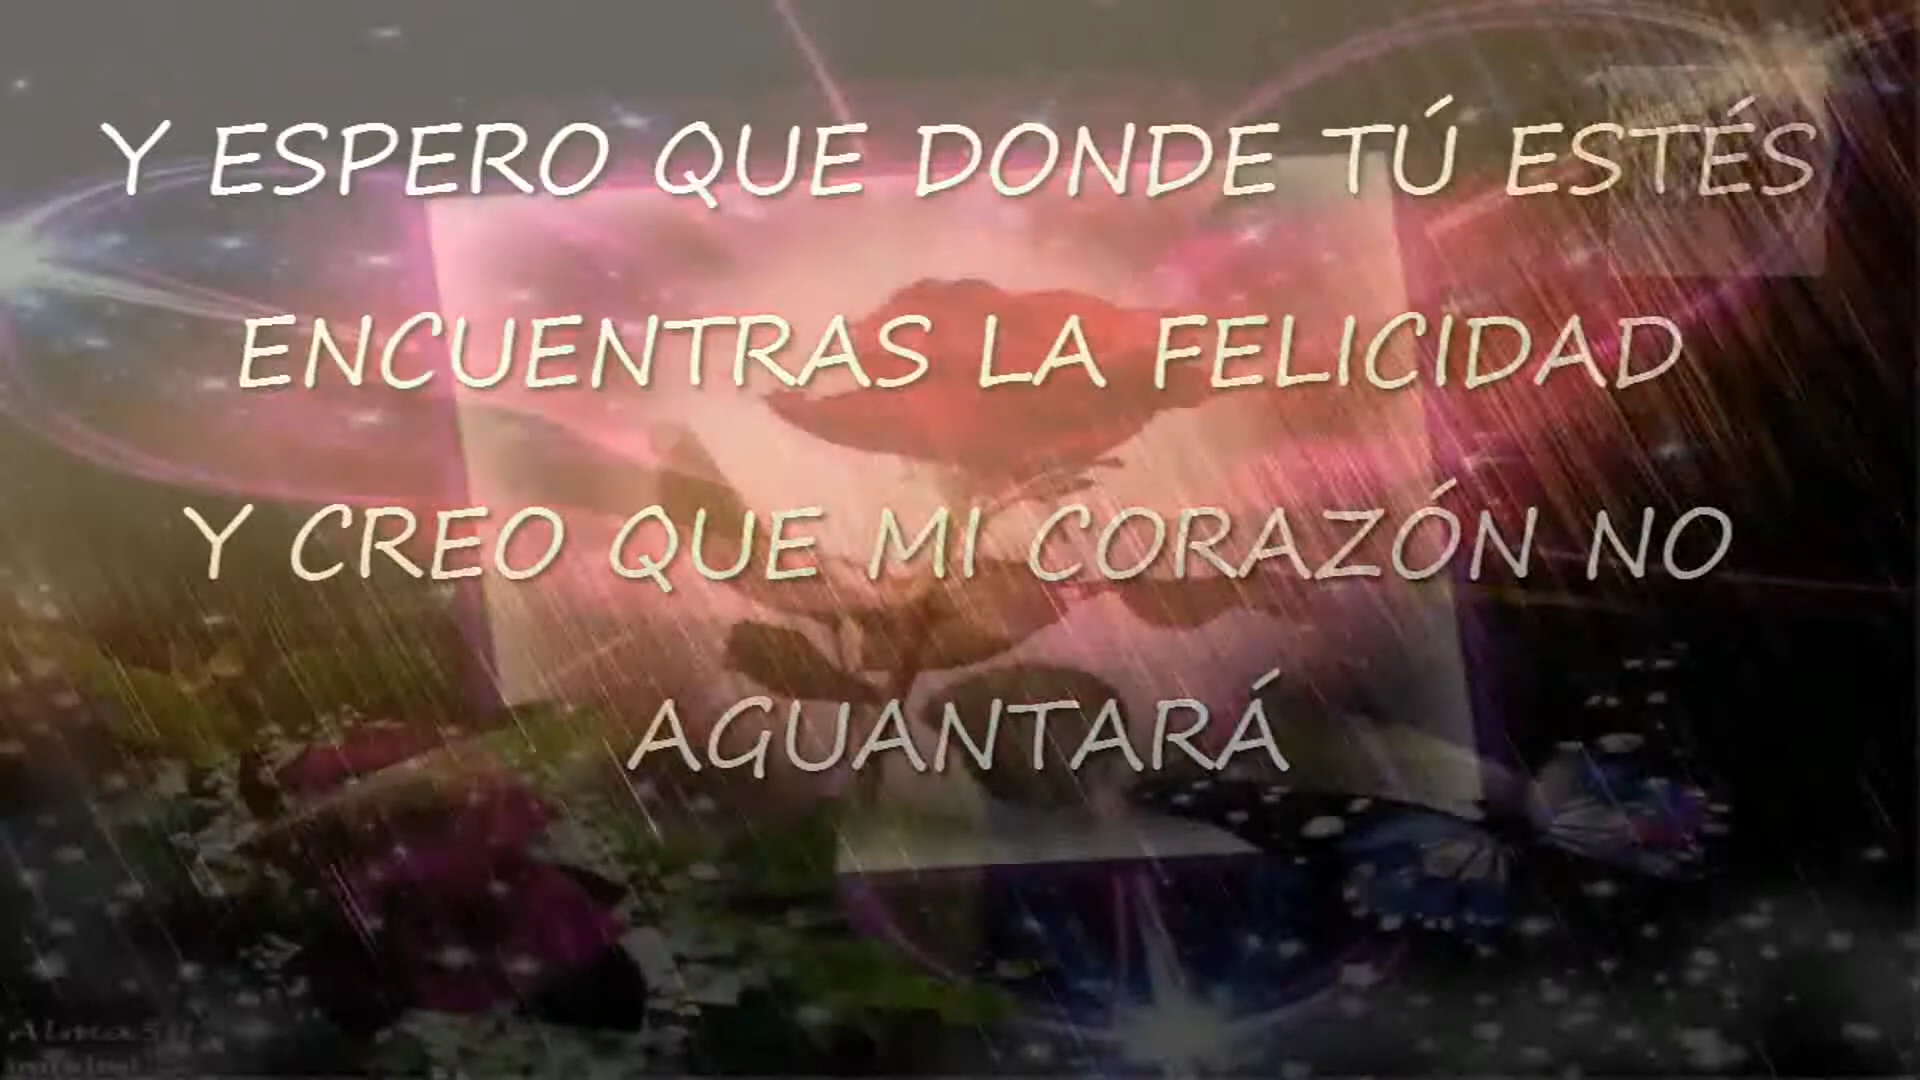 Y ESPERO QUE DONDE TÚ ESTÉS
ENCUENTRAS LA FELICIDAD
Y CREO QUE MI CORAZÓN NO
AGUANTARÁ